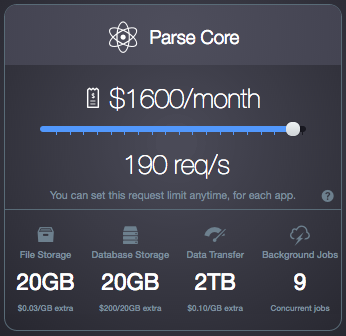 Parse Core
$1600/month
190 req/s
You can set this request limit anytime, for each app. ?
File Storage Database Storage Data Transfer Background Jobs
20GB 20GB 2TB 9
$0.03/GB extra $200/20GB extra $0.10/GB extra Concurrent jobs